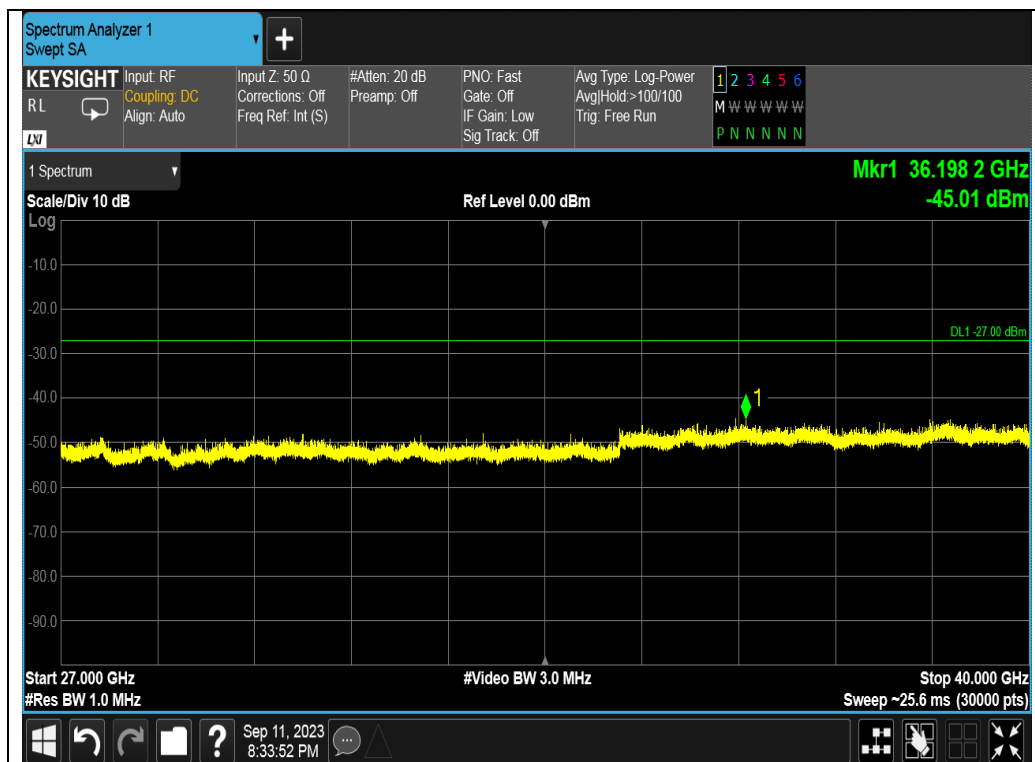 Spectrum Analyzer 1
Swept SA
KEYSIGHT
RL
LXI
Input: RF
Coupling: DC
Align: Auto
Input Z: 50 Ω
Corrections: Off
Freq Ref: Int (S)
#Atten: 20 dB
Preamp: Off
PNO: Fast
Gate: Off
IF Gain: Low
Sig Track: Off
Avg Type: Log-Power
Avg|Hold:>100/100
Trig: Free Run
1 2 3 4 5 6
M W W W W W
P N N N N N
1 Spectrum
Mkr1 36.198 2 GHz
-45.01 dBm
Scale/Div 10 dB
Ref Level 0.00 dBm
Log
-10.0
-20.0
DL1 -27.00 dBm
-30.0
-40.0
1
-50.0
-60.0
-70.0
-80.0
-90.0
Start 27.000 GHz
#Video BW 3.0 MHz
Stop 40.000 GHz
#Res BW 1.0 MHz
Sweep ~25.6 ms (30000 pts)
?
Sep 11, 2023
8:33:52 PM